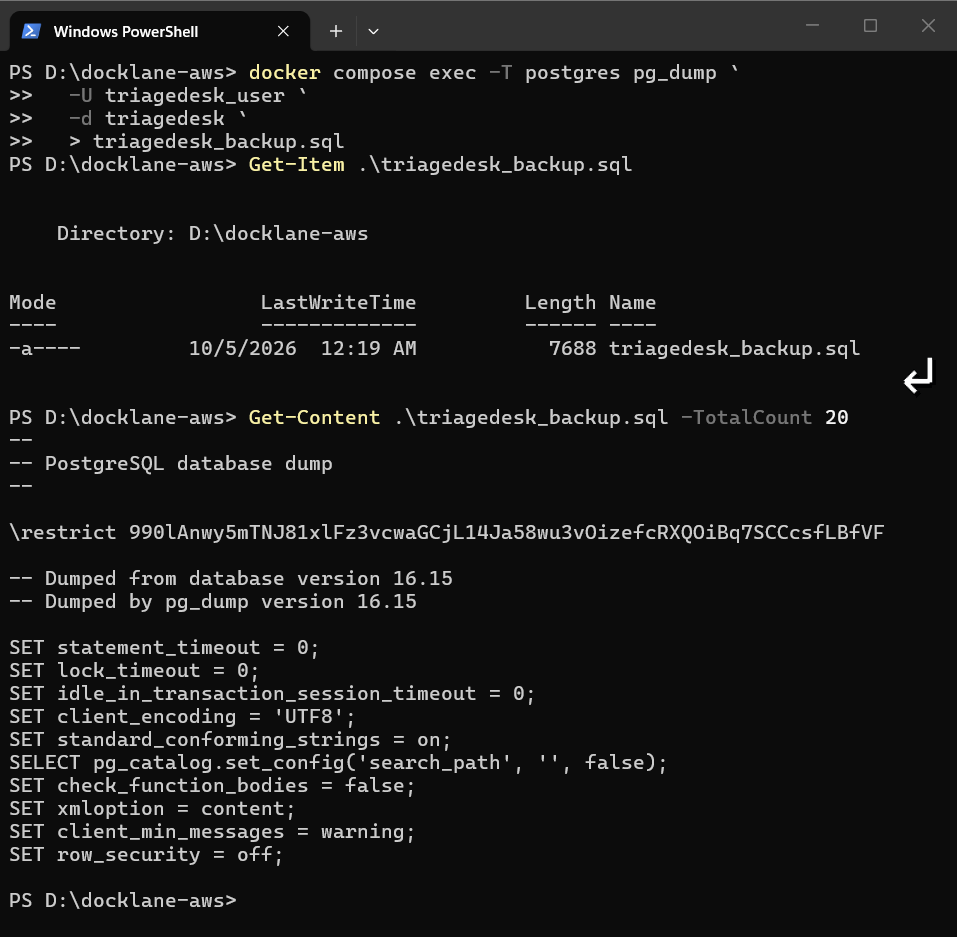 Windows PowerShell
PS D:\docklane-aws> docker compose exec -T postgres pg_dump `
>>   -U triagedesk_user `
>>   -d triagedesk `
>>   > triagedesk_backup.sql
PS D:\docklane-aws> Get-Item .\triagedesk_backup.sql
    Directory: D:\docklane-aws
Mode                 LastWriteTime         Length Name
----                 -------------         ------ ----
-a----         10/5/2026  12:19 AM           7688 triagedesk_backup.sql
PS D:\docklane-aws> Get-Content .\triagedesk_backup.sql -TotalCount 20
--
-- PostgreSQL database dump
--
\restrict 990lAnwy5mTNJ81xlFz3vcwaGCjL14Ja58wu3vOizefcRXQOiBq7SCCcsfLBfVF
-- Dumped from database version 16.15
-- Dumped by pg_dump version 16.15
SET statement_timeout = 0;
SET lock_timeout = 0;
SET idle_in_transaction_session_timeout = 0;
SET client_encoding = 'UTF8';
SET standard_conforming_strings = on;
SELECT pg_catalog.set_config('search_path', '', false);
SET check_function_bodies = false;
SET xmloption = content;
SET client_min_messages = warning;
SET row_security = off;
PS D:\docklane-aws>